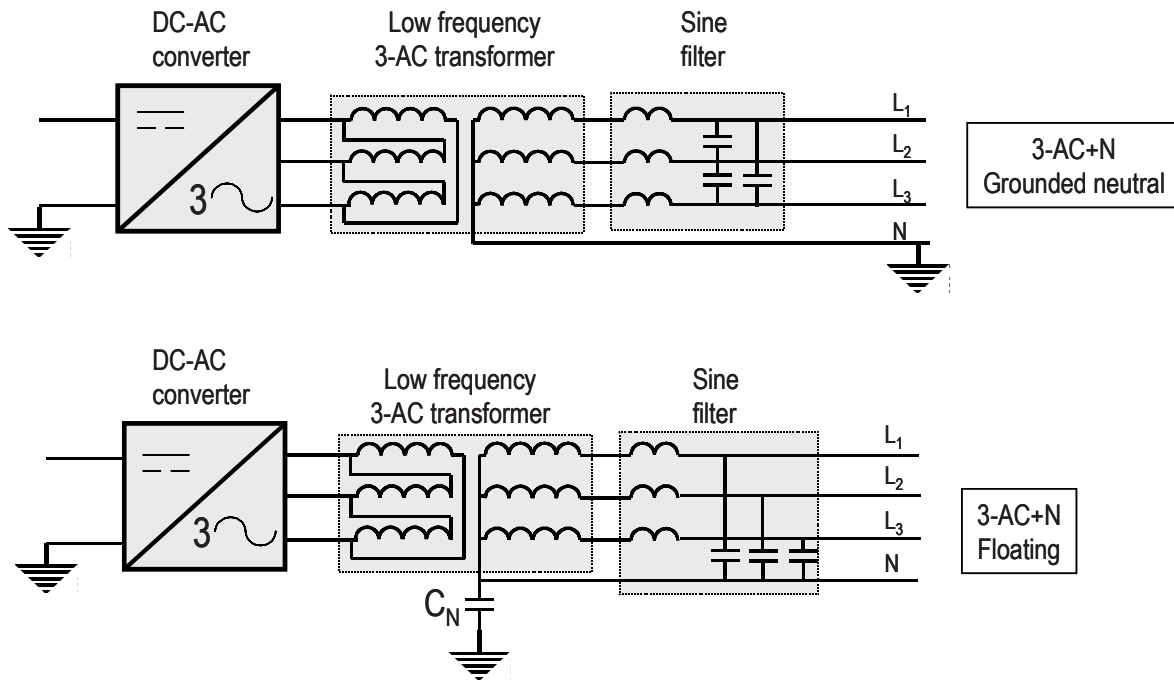 DC-AC
converter
Low frequency
3-AC transformer
Sine
filter
3
L1
L2
L3
N
3-AC+N
Grounded neutral
DC-AC
converter
Low frequency
3-AC transformer
Sine
filter
3
L1
L2
L3
N
CN
3-AC+N
Floating